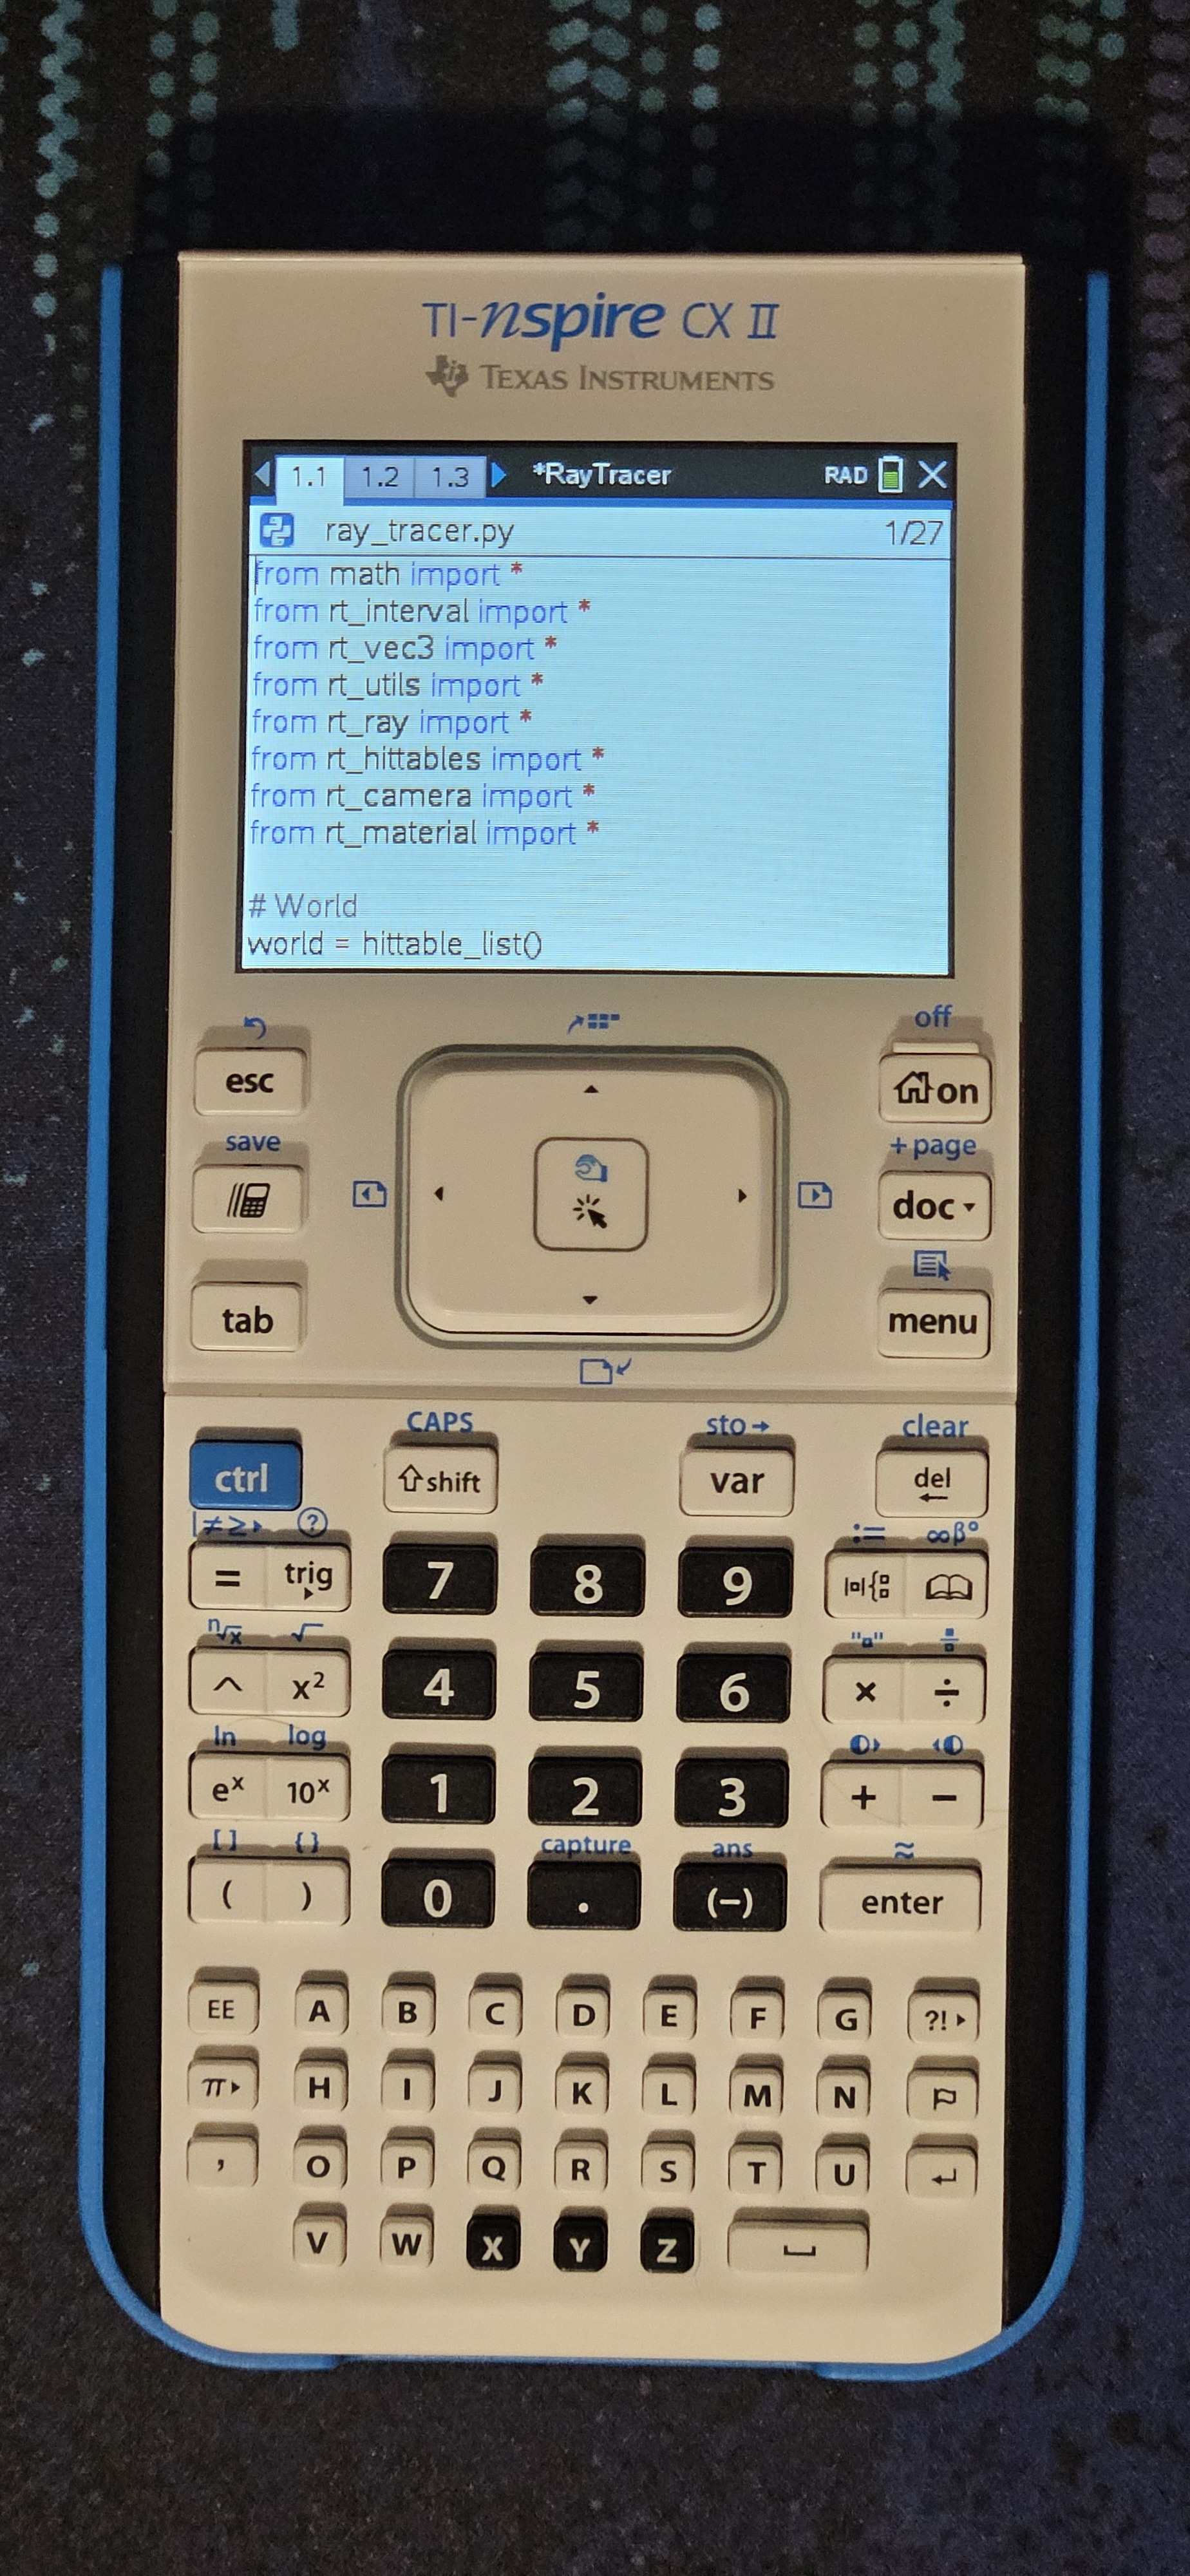 TI-nspire CX II
TEXAS INSTRUMENTS
1.1 1.2 1.3 *RayTracer RAD
ray_tracer.py 1/27
from math import *
from rt_interval import *
from rt_vec3 import *
from rt_utils import *
from rt_ray import *
from rt_hittables import *
from rt_camera import *
from rt_material import *
# World
world = hittable_list()
off
esc on
save + page
doc
tab menu
CAPS sto→ clear
ctrl ⇧shift var del
←
|≠≥▸ ? := ∞β°
= trig 7 8 9 |▫|{
ⁿ√x √ "▫"
^ x² 4 5 6 × ÷
ln log
eˣ 10ˣ 1 2 3 + −
[ ] { } capture ans ≈
( ) 0 . (−) enter
EE A B C D E F G ?!▸
π▸ H I J K L M N
, O P Q R S T U ↵
V W X Y Z ⎵